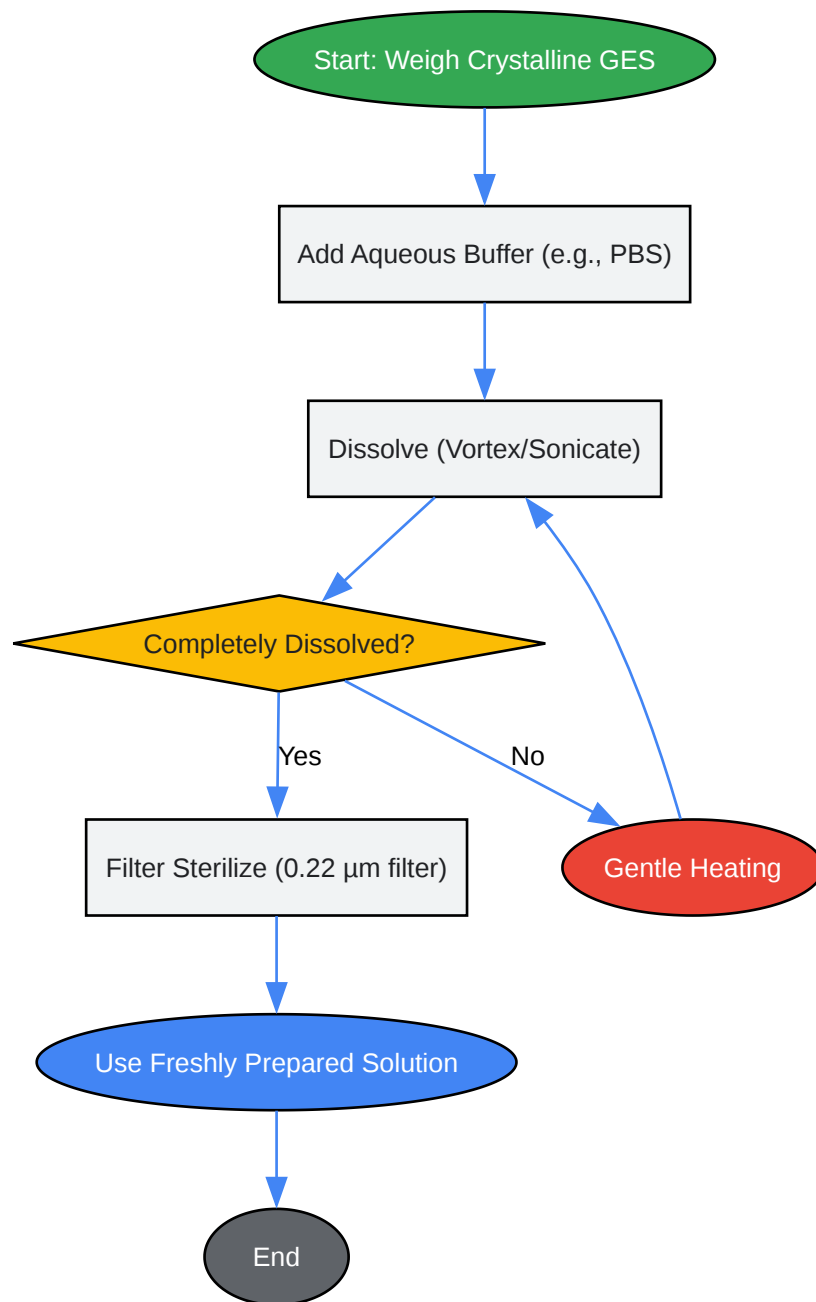 Start: Weigh Crystalline GES
Add Aqueous Buffer (e.g., PBS)
Dissolve (Vortex/Sonicate)
Completely Dissolved?
Yes
No
Filter Sterilize (0.22 µm filter)
Gentle Heating
Use Freshly Prepared Solution
End